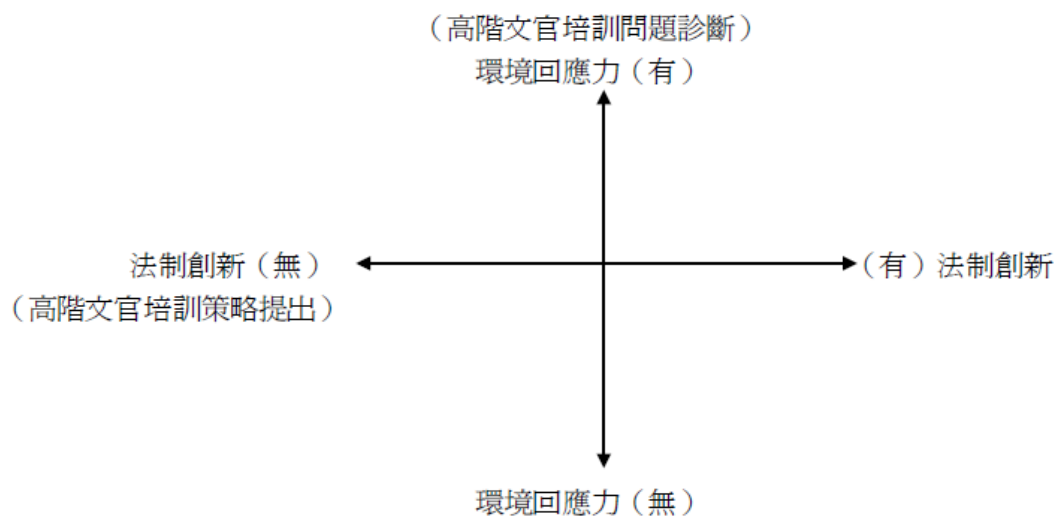 （高階文官培訓問題診斷）
環境回應力（有）
法制創新（無）
（有）法制創新
（高階文官培訓策略提出）
環境回應力（無）